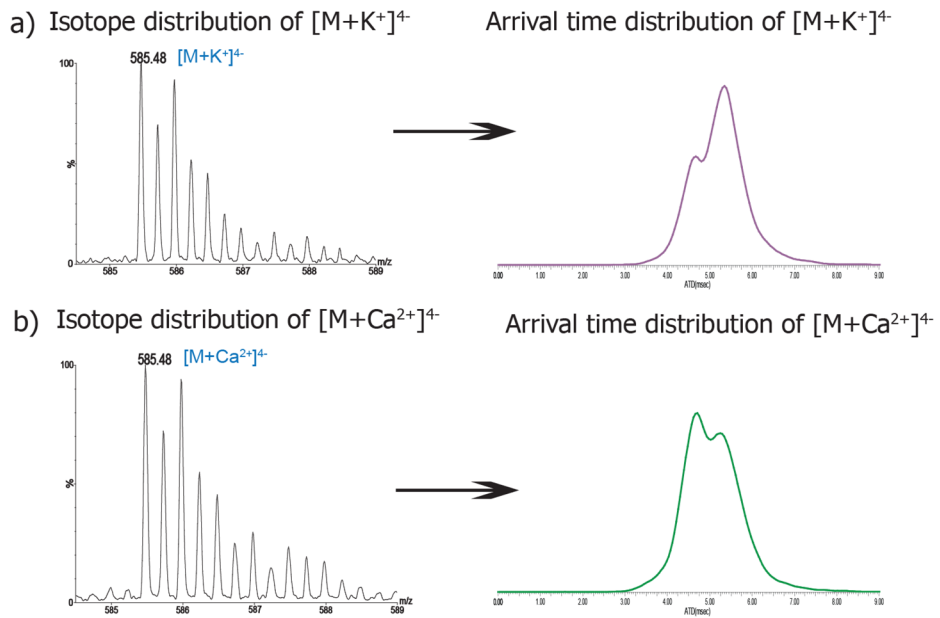 a) Isotope distribution of [M+K⁺]⁴⁻
Arrival time distribution of [M+K⁺]⁴⁻
585.48 [M+K⁺]⁴⁻
100
%
0
585 586 587 588 589
m/z
0.00 1.00 2.00 3.00 4.00 5.00 6.00 7.00 8.00 9.00
ATD(msec)
b) Isotope distribution of [M+Ca²⁺]⁴⁻
Arrival time distribution of [M+Ca²⁺]⁴⁻
585.48 [M+Ca²⁺]⁴⁻
100
%
0
585 586 587 588 589
m/z
0.00 1.00 2.00 3.00 4.00 5.00 6.00 7.00 8.00 9.00
ATD(msec)